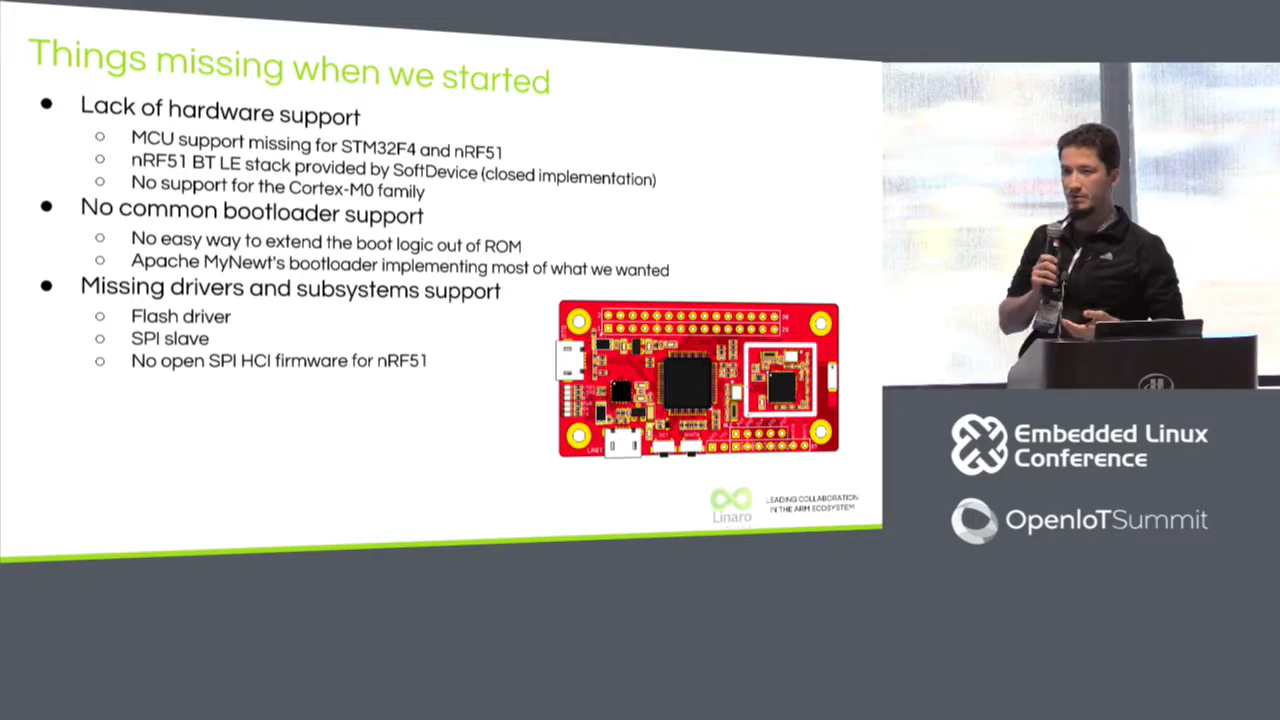 Things missing when we started
● Lack of hardware support
○ MCU support missing for STM32F4 and nRF51
○ nRF51 BT LE stack provided by SoftDevice (closed implementation)
○ No support for the Cortex-M0 family
● No common bootloader support
○ No easy way to extend the boot logic out of ROM
○ Apache MyNewt's bootloader implementing most of what we wanted
● Missing drivers and subsystems support
○ Flash driver
○ SPI slave
○ No open SPI HCI firmware for nRF51
Linaro
LEADING COLLABORATION
IN THE ARM ECOSYSTEM
Embedded Linux
Conference
OpenIoTSummit